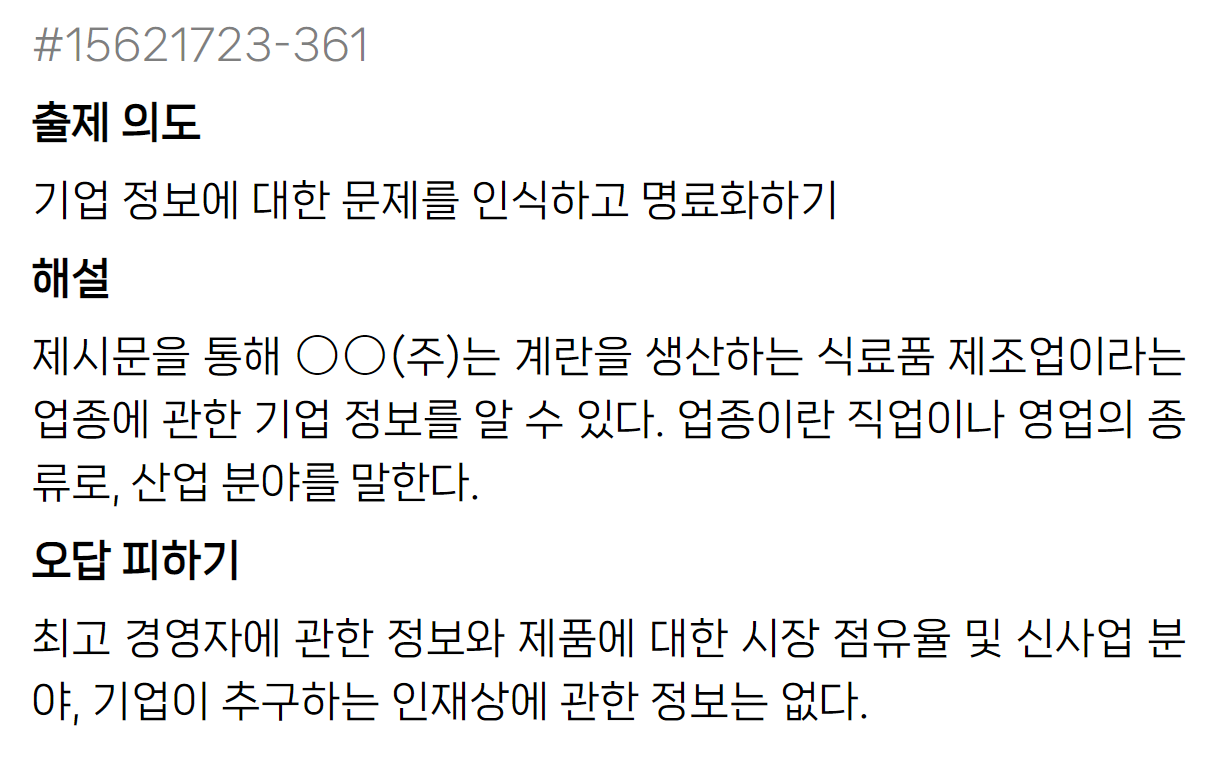 #15621723-361
출제 의도
기업 정보에 대한 문제를 인식하고 명료화하기
해설
제시문을 통해 ○○(주)는 계란을 생산하는 식료품 제조업이라는
업종에 관한 기업 정보를 알 수 있다. 업종이란 직업이나 영업의 종
류로, 산업 분야를 말한다.
오답 피하기
최고 경영자에 관한 정보와 제품에 대한 시장 점유율 및 신사업 분
야, 기업이 추구하는 인재상에 관한 정보는 없다.